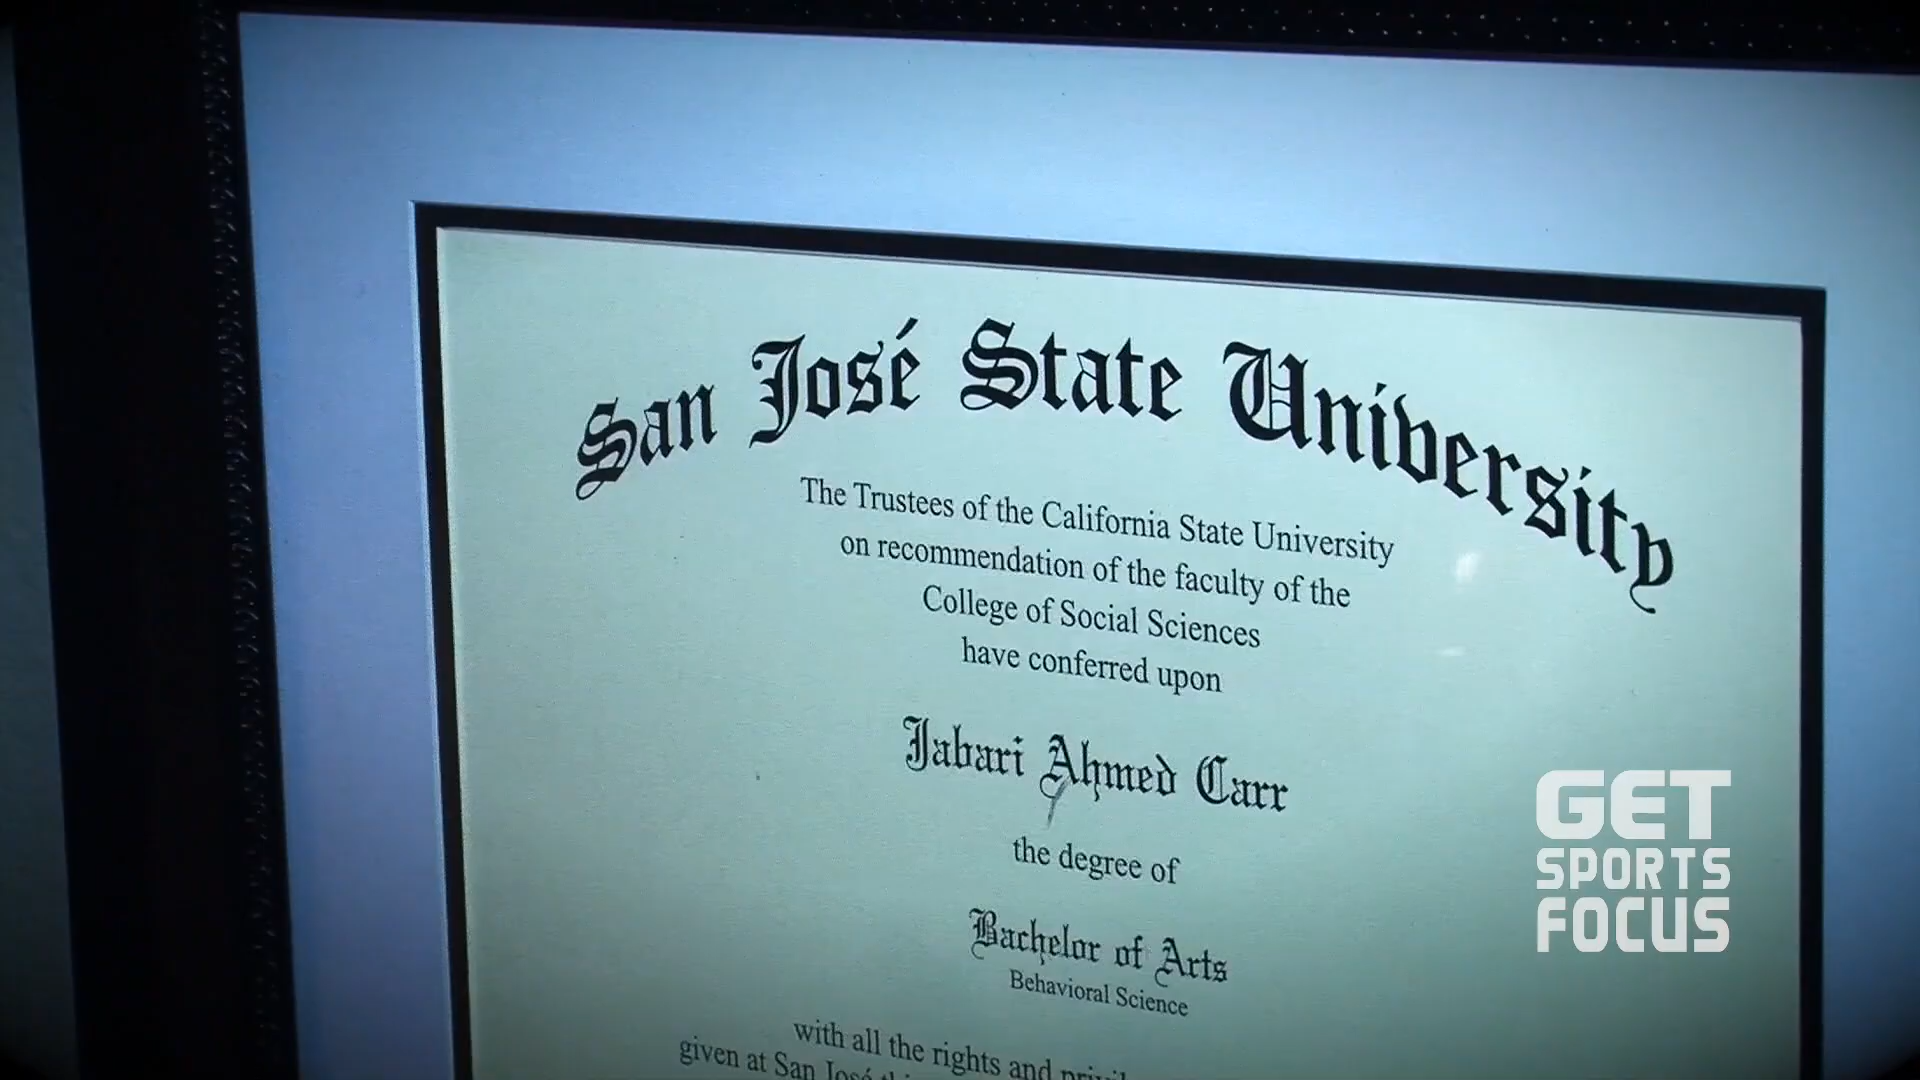 San José State University
The Trustees of the California State University
on recommendation of the faculty of the
College of Social Sciences
have conferred upon
Jabari Ahmed Carr
the degree of
Bachelor of Arts
Behavioral Science
with all the rights and
given at San José
GET
SPORTS
FOCUS